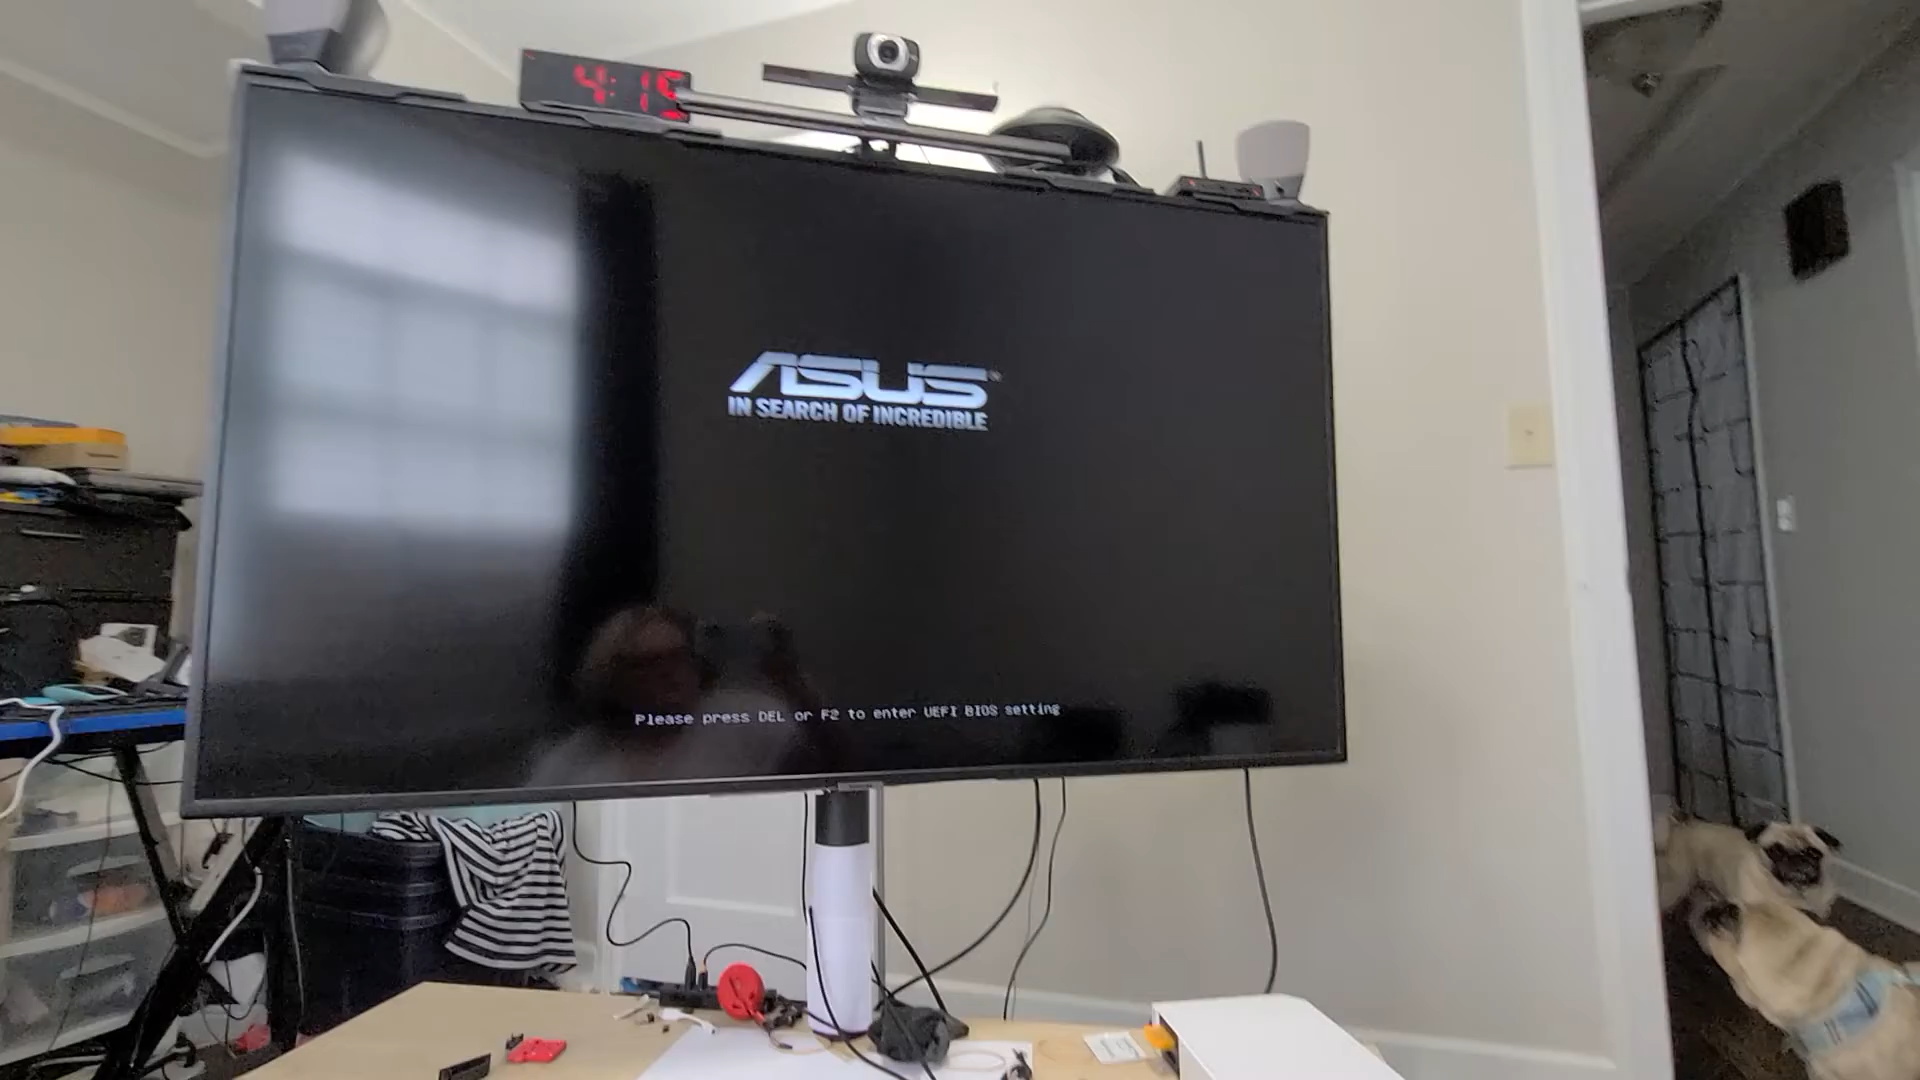 4:15
ASUS
IN SEARCH OF INCREDIBLE
Please press DEL or F2 to enter UEFI BIOS setting